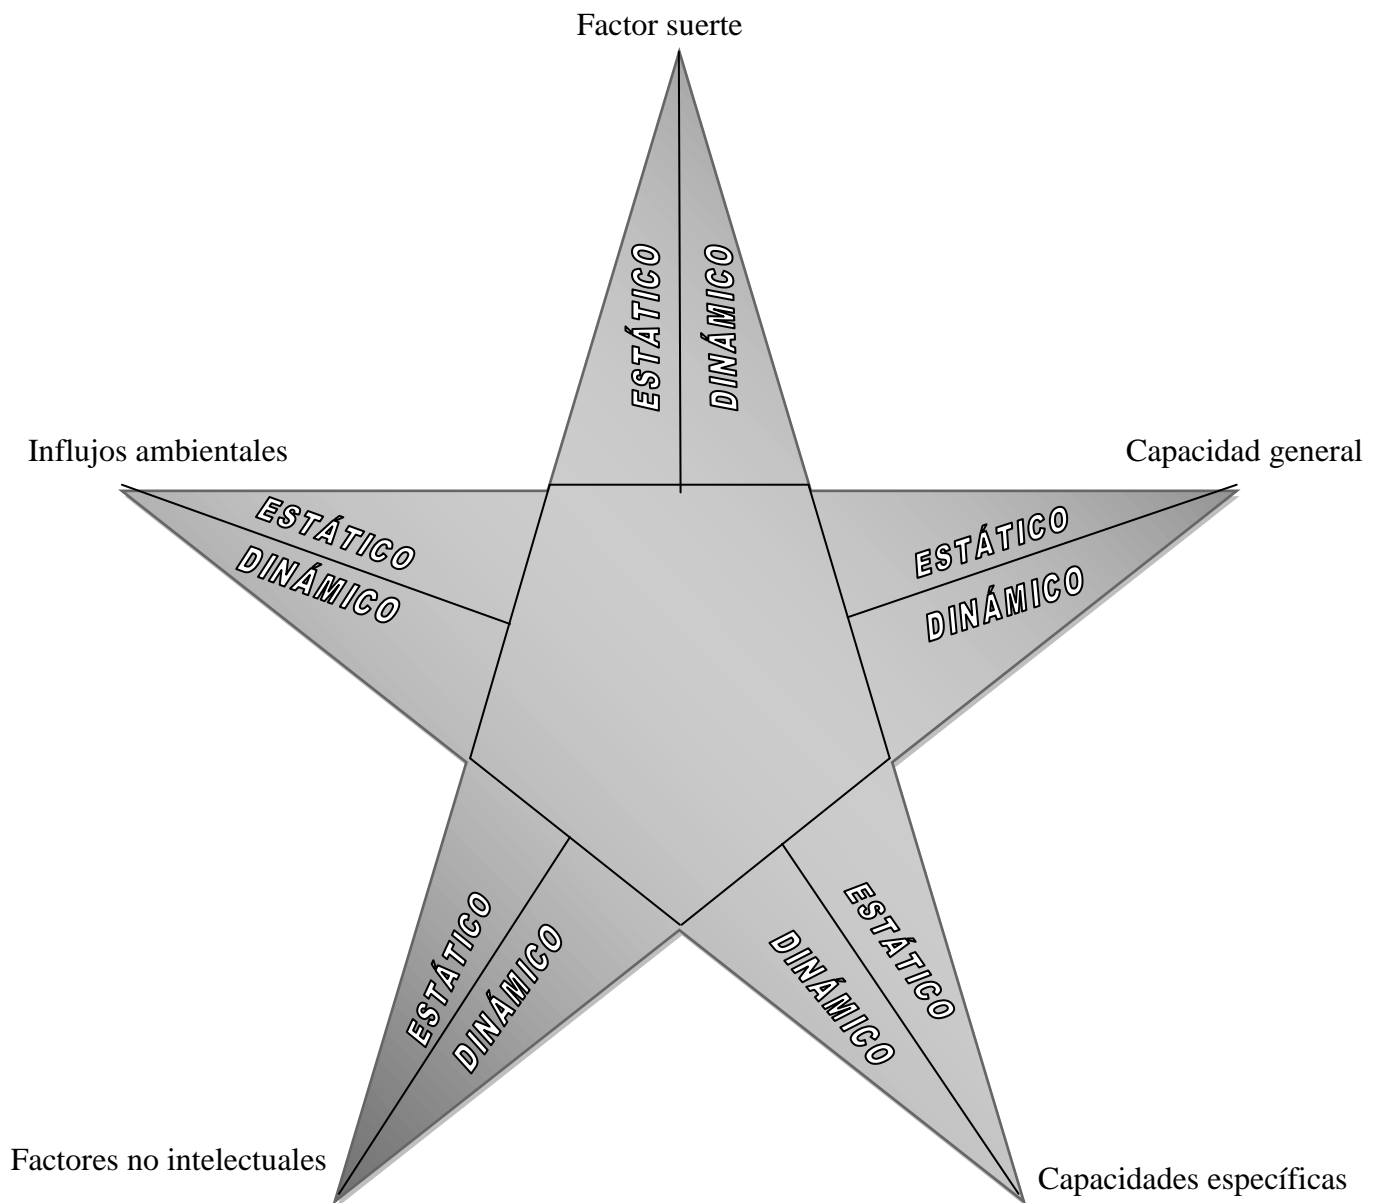 Factor suerte
ESTÁTICO
DINÁMICO
Influjos ambientales
Capacidad general
ESTÁTICO
DINÁMICO
ESTÁTICO
DINÁMICO
ESTÁTICO
DINÁMICO
ESTÁTICO
DINÁMICO
Factores no intelectuales
Capacidades específicas